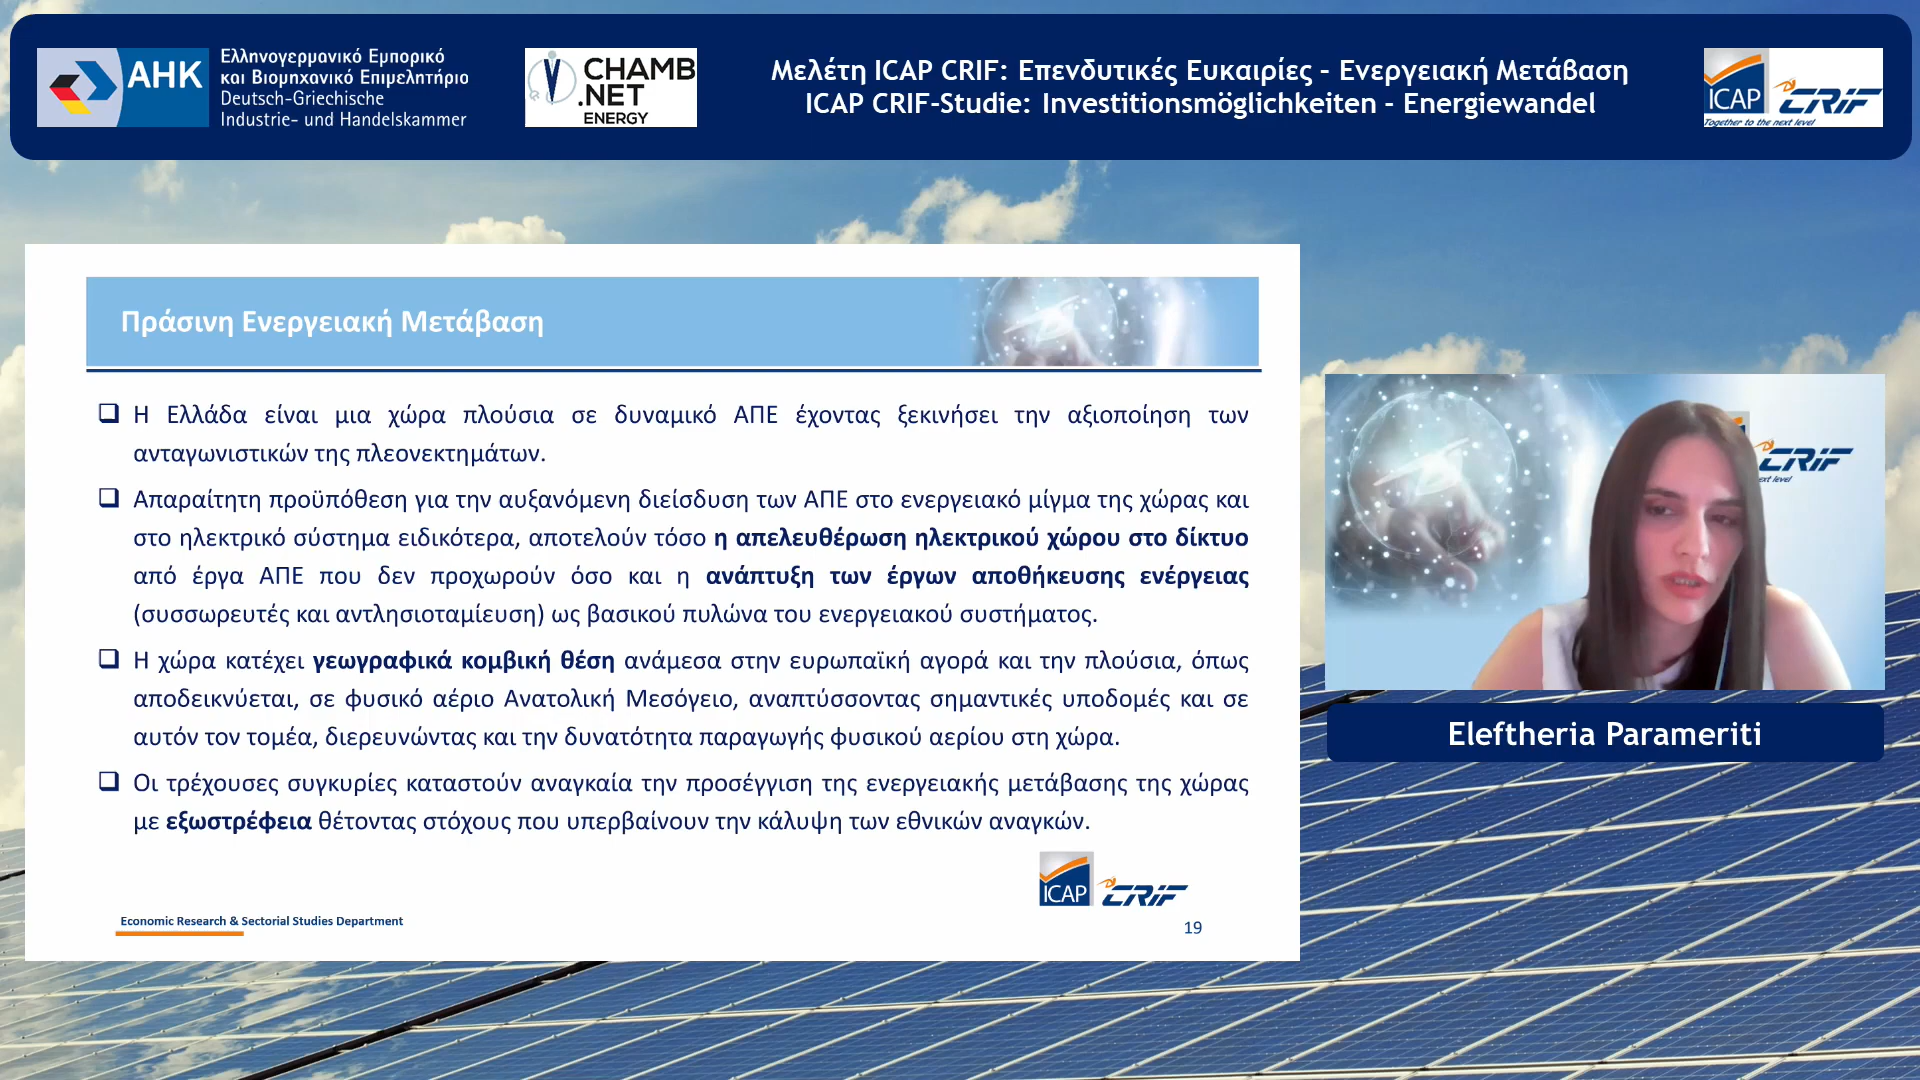 AHK
Ελληνογερμανικό Εμπορικό
και Βιομηχανικό Επιμελητήριο
Deutsch-Griechische
Industrie- und Handelskammer
CHAMB
.NET
ENERGY
Μελέτη ICAP CRIF: Επενδυτικές Ευκαιρίες – Ενεργειακή Μετάβαση
ICAP CRIF-Studie: Investitionsmöglichkeiten – Energiewandel
ICAP CRIF
Together to the next level
Πράσινη Ενεργειακή Μετάβαση
Η Ελλάδα είναι μια χώρα πλούσια σε δυναμικό ΑΠΕ έχοντας ξεκινήσει την αξιοποίηση των
ανταγωνιστικών της πλεονεκτημάτων.
Απαραίτητη προϋπόθεση για την αυξανόμενη διείσδυση των ΑΠΕ στο ενεργειακό μίγμα της χώρας και
στο ηλεκτρικό σύστημα ειδικότερα, αποτελούν τόσο η απελευθέρωση ηλεκτρικού χώρου στο δίκτυο
από έργα ΑΠΕ που δεν προχωρούν όσο και η ανάπτυξη των έργων αποθήκευσης ενέργειας
(συσσωρευτές και αντλησιοταμίευση) ως βασικού πυλώνα του ενεργειακού συστήματος.
Η χώρα κατέχει γεωγραφικά κομβική θέση ανάμεσα στην ευρωπαϊκή αγορά και την πλούσια, όπως
αποδεικνύεται, σε φυσικό αέριο Ανατολική Μεσόγειο, αναπτύσσοντας σημαντικές υποδομές και σε
αυτόν τον τομέα, διερευνώντας και την δυνατότητα παραγωγής φυσικού αερίου στη χώρα.
Οι τρέχουσες συγκυρίες καταστούν αναγκαία την προσέγγιση της ενεργειακής μετάβασης της χώρας
με εξωστρέφεια θέτοντας στόχους που υπερβαίνουν την κάλυψη των εθνικών αναγκών.
ICAP CRIF
Economic Research & Sectorial Studies Department
19
CRIF
ext level
Eleftheria Parameriti